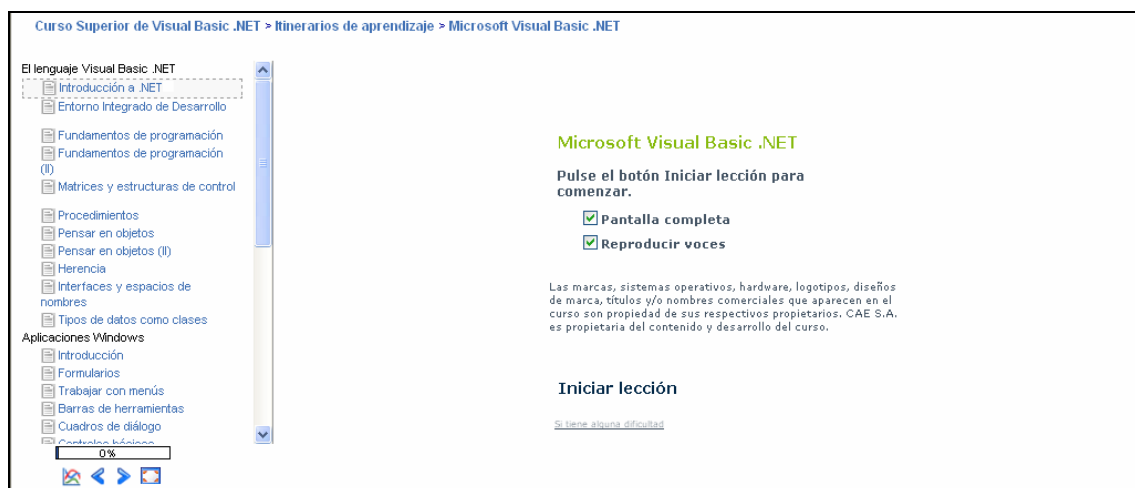 Curso Superior de Visual Basic .NET > Itinerarios de aprendizaje > Microsoft Visual Basic .NET
El lenguaje Visual Basic .NET
Introducción a .NET
Entorno Integrado de Desarrollo
Fundamentos de programación
Fundamentos de programación
(II)
Matrices y estructuras de control
Procedimientos
Pensar en objetos
Pensar en objetos (II)
Herencia
Interfaces y espacios de
nombres
Tipos de datos como clases
Aplicaciones Windows
Introducción
Formularios
Trabajar con menús
Barras de herramientas
Cuadros de diálogo
Controles básicos
0%
Microsoft Visual Basic .NET
Pulse el botón Iniciar lección para
comenzar.
Pantalla completa
Reproducir voces
Las marcas, sistemas operativos, hardware, logotipos, diseños
de marca, títulos y/o nombres comerciales que aparecen en el
curso son propiedad de sus respectivos propietarios. CAE S.A.
es propietaria del contenido y desarrollo del curso.
Iniciar lección
Si tiene alguna dificultad